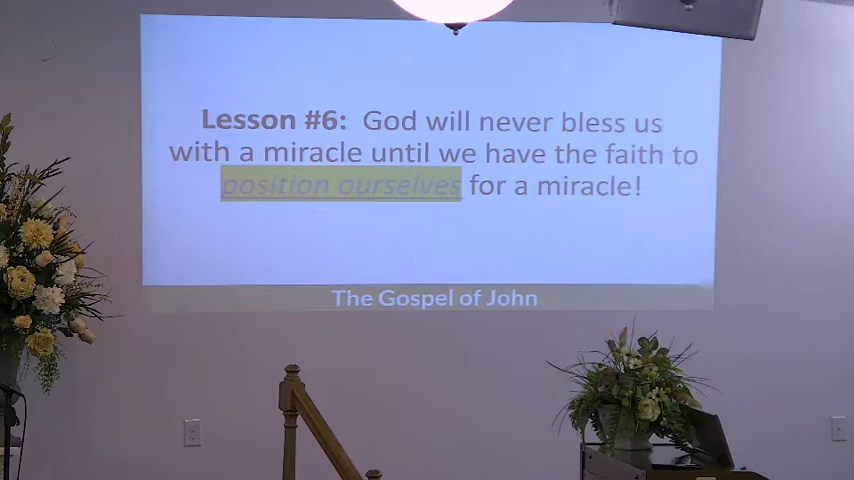 Lesson #6: God will never bless us
with a miracle until we have the faith to
position ourselves for a miracle!
The Gospel of John